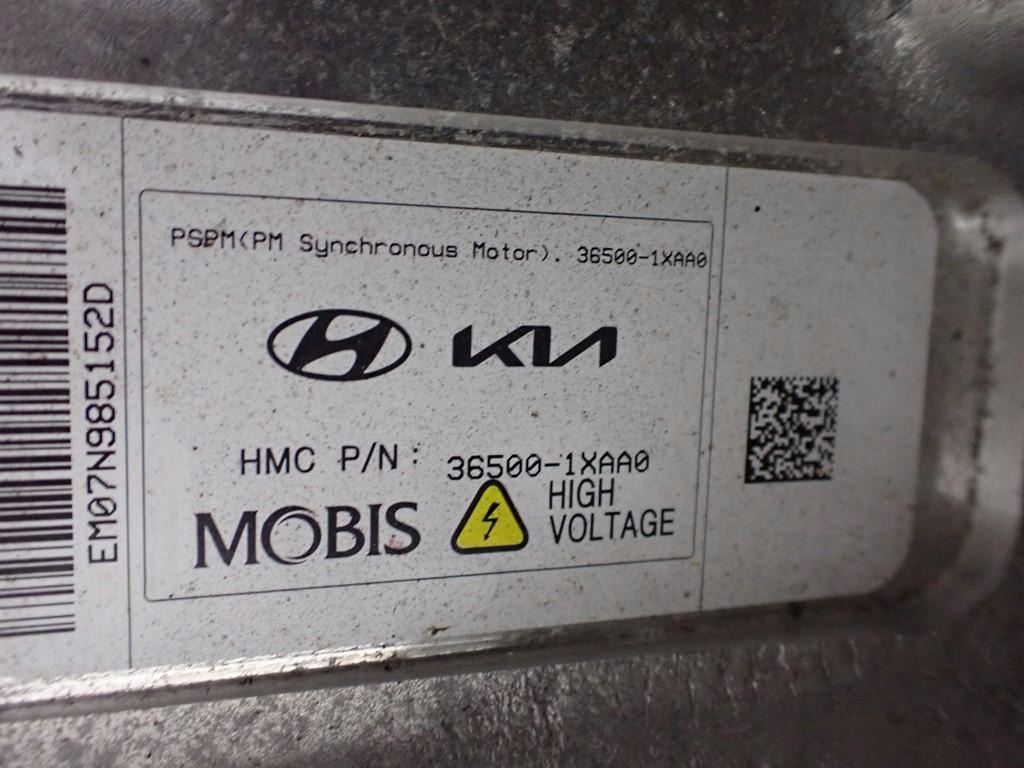 EM07N985152D
PSPM(PM Synchronous Motor). 36500-1XAA0
KIA
HMC P/N: 36500-1XAA0
MOBIS
HIGH
VOLTAGE